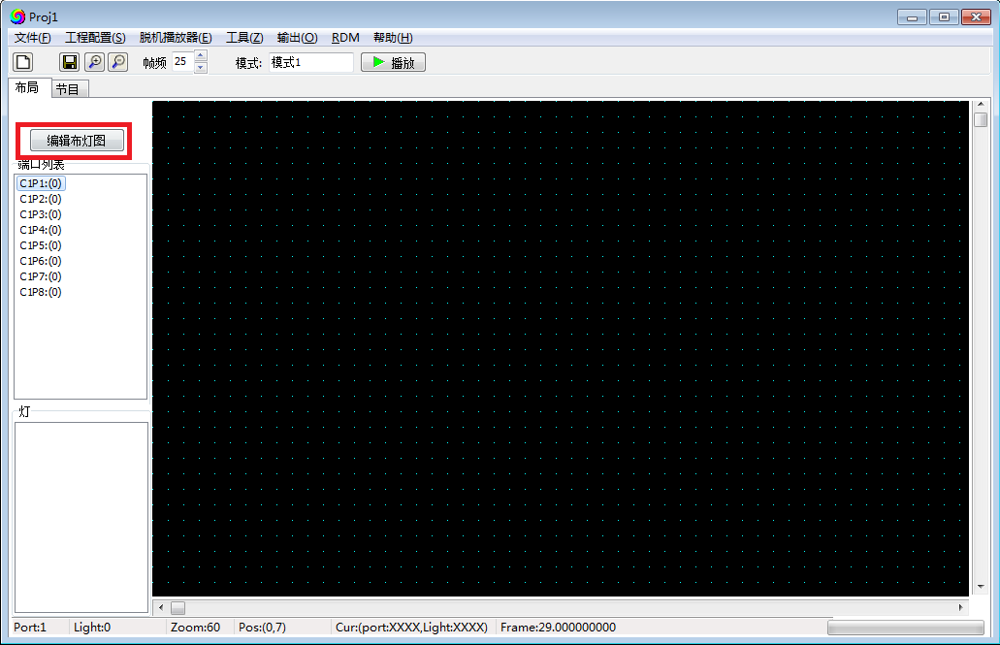 Proj1
文件(F) 工程配置(S) 脱机播放器(E) 工具(Z) 输出(O) RDM 帮助(H)
帧频 25 模式: 模式1 播放
布局 节目
编辑布灯图
端口列表
C1P1:(0)
C1P2:(0)
C1P3:(0)
C1P4:(0)
C1P5:(0)
C1P6:(0)
C1P7:(0)
C1P8:(0)
灯
Port:1 Light:0 Zoom:60 Pos:(0,7) Cur:(port:XXXX,Light:XXXX) Frame:29.000000000